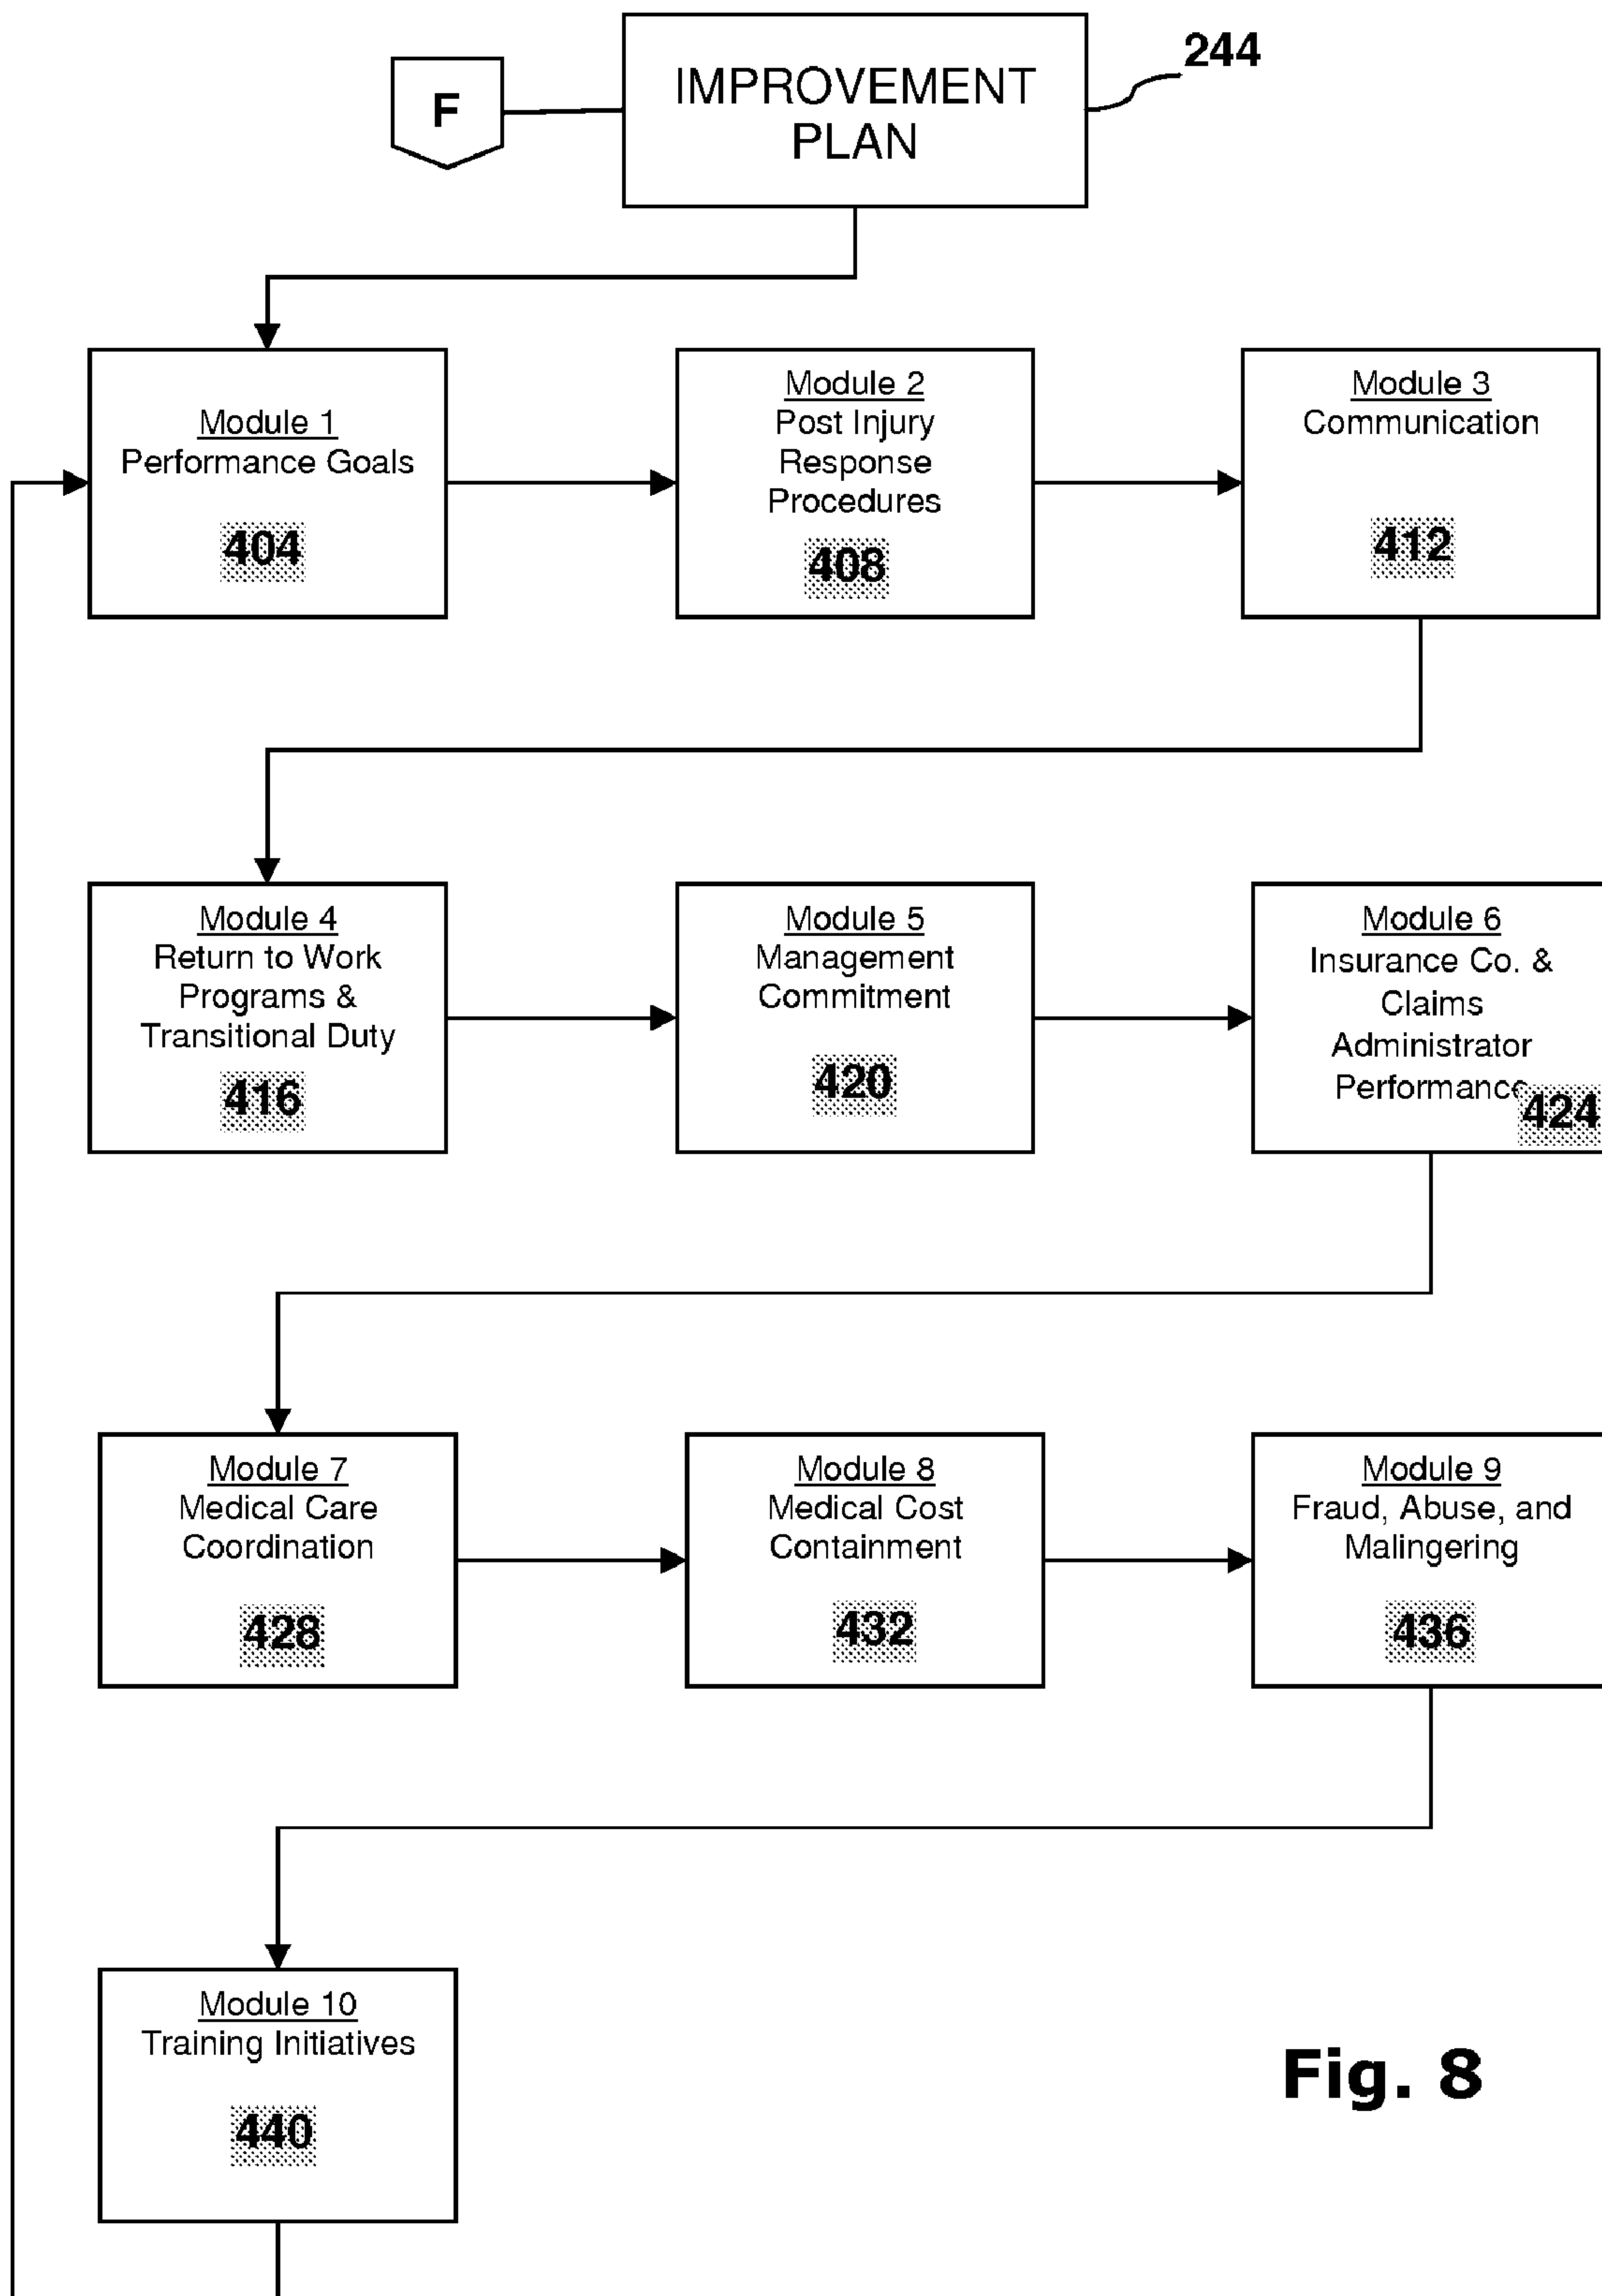 244
F
IMPROVEMENT
PLAN
Module 1
Performance Goals
404
Module 2
Post Injury
Response
Procedures
408
Module 3
Communication
412
Module 4
Return to Work
Programs &
Transitional Duty
416
Module 5
Management
Commitment
420
Module 6
Insurance Co. &
Claims
Administrator
Performance
424
Module 7
Medical Care
Coordination
428
Module 8
Medical Cost
Containment
432
Module 9
Fraud, Abuse, and
Malingering
436
Module 10
Training Initiatives
440
Fig. 8